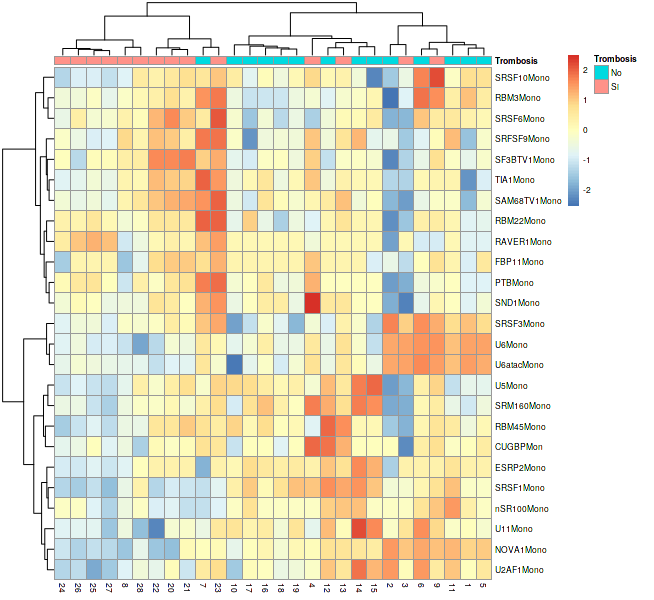 Trombosis
SRSF10Mono
RBM3Mono
SRSF6Mono
SRFSF9Mono
SF3BTV1Mono
TIA1Mono
SAM68TV1Mono
RBM22Mono
RAVER1Mono
FBP11Mono
PTBMono
SND1Mono
SRSF3Mono
U6Mono
U6atacMono
U5Mono
SRM160Mono
RBM45Mono
CUGBPMon
ESRP2Mono
SRSF1Mono
nSR100Mono
U11Mono
NOVA1Mono
U2AF1Mono
24 26 25 27 8 28 22 20 21 7 23 10 17 16 18 19 4 12 13 14 15 2 3 6 9 11 1 5
2
1
0
-1
-2
Trombosis
No
SI